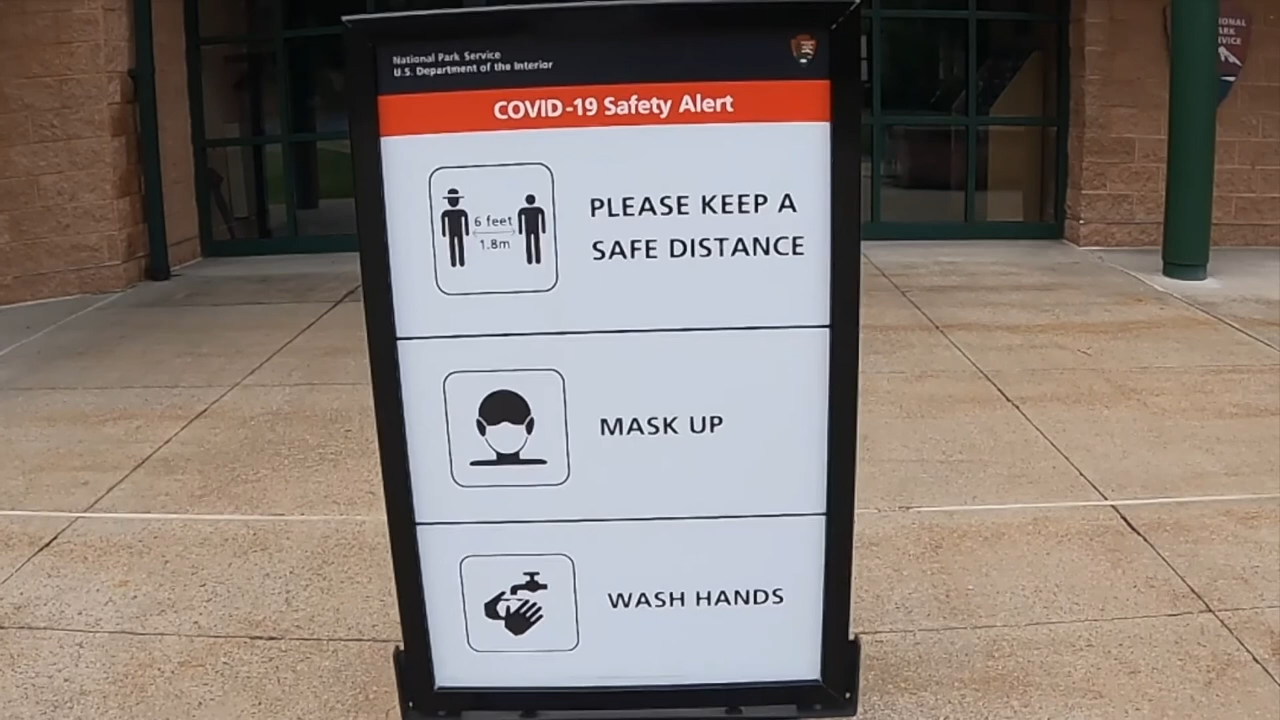 National Park Service
U.S. Department of the Interior
COVID-19 Safety Alert
6 feet
1.8m
PLEASE KEEP A
SAFE DISTANCE
MASK UP
WASH HANDS